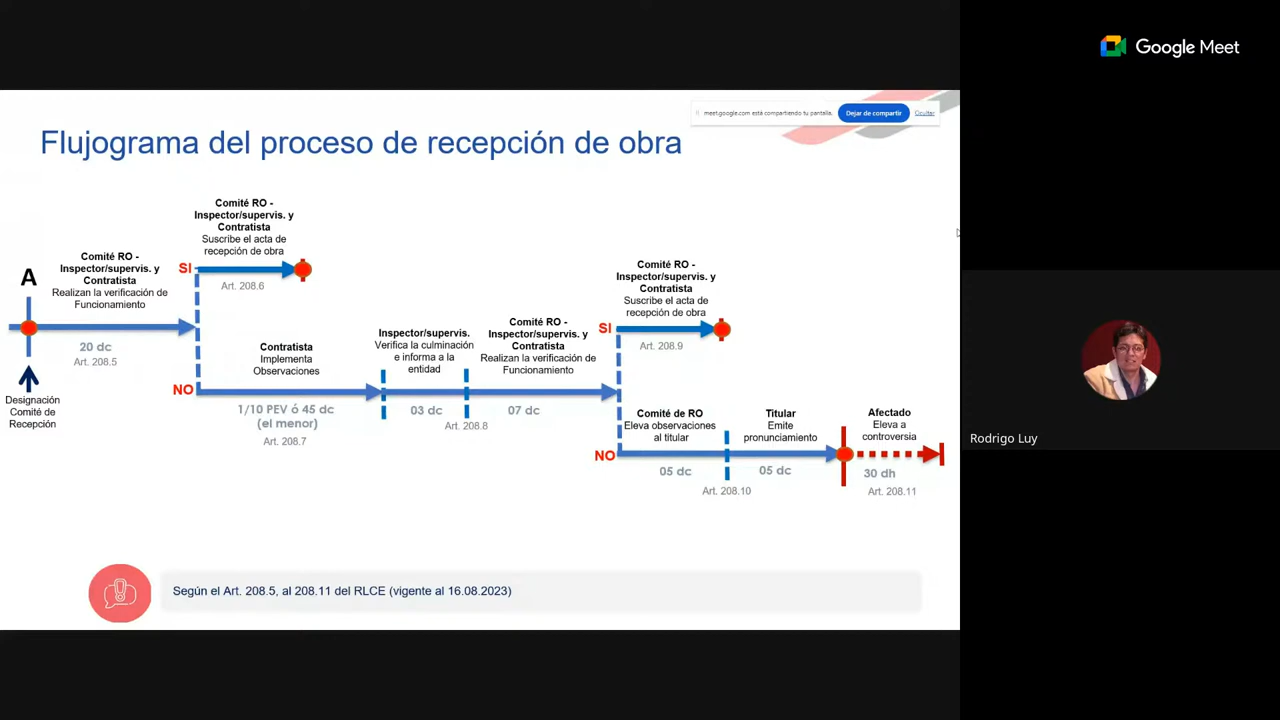 Google Meet
meet.google.com está compartiendo tu pantalla.
Dejar de compartir
Ocultar
Flujograma del proceso de recepción de obra
A
Designación
Comité de
Recepción
Comité RO -
Inspector/supervis. y
Contratista
Realizan la verificación de
Funcionamiento
20 dc
Art. 208.5
SI
Comité RO -
Inspector/supervis. y
Contratista
Suscribe el acta de
recepción de obra
Art. 208.6
NO
Contratista
Implementa
Observaciones
1/10 PEV ó 45 dc
(el menor)
Art. 208.7
Inspector/supervis.
Verifica la culminación
e informa a la
entidad
03 dc
Art. 208.8
Comité RO -
Inspector/supervis. y
Contratista
Realizan la verificación de
Funcionamiento
07 dc
SI
Comité RO -
Inspector/supervis. y
Contratista
Suscribe el acta de
recepción de obra
Art. 208.9
NO
Comité de RO
Eleva observaciones
al titular
05 dc
Art. 208.10
Titular
Emite
pronunciamiento
05 dc
Afectado
Eleva a
controversia
30 dh
Art. 208.11
Según el Art. 208.5, al 208.11 del RLCE (vigente al 16.08.2023)
Rodrigo Luy